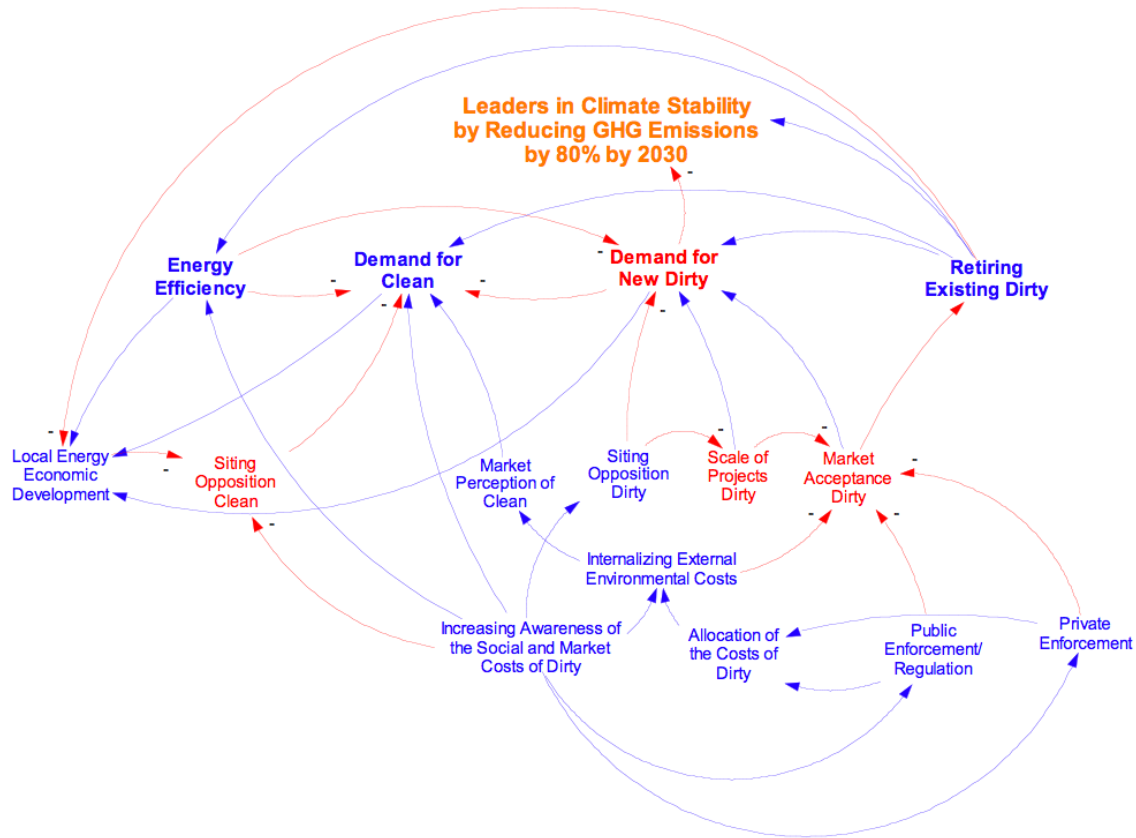 Leaders in Climate Stability
by Reducing GHG Emissions
by 80% by 2030
-
Energy
Efficiency
Demand for
Clean
Demand for
New Dirty
Retiring
Existing Dirty
-
-
-
-
-
-
Local Energy
Economic
Development
-
-
Siting
Opposition
Clean
-
Market
Perception of
Clean
Siting
Opposition
Dirty
-
Scale of
Projects
Dirty
-
Market
Acceptance
Dirty
-
-
-
Internalizing External
Environmental Costs
Increasing Awareness of
the Social and Market
Costs of Dirty
Allocation of
the Costs of
Dirty
Public
Enforcement/
Regulation
Private
Enforcement